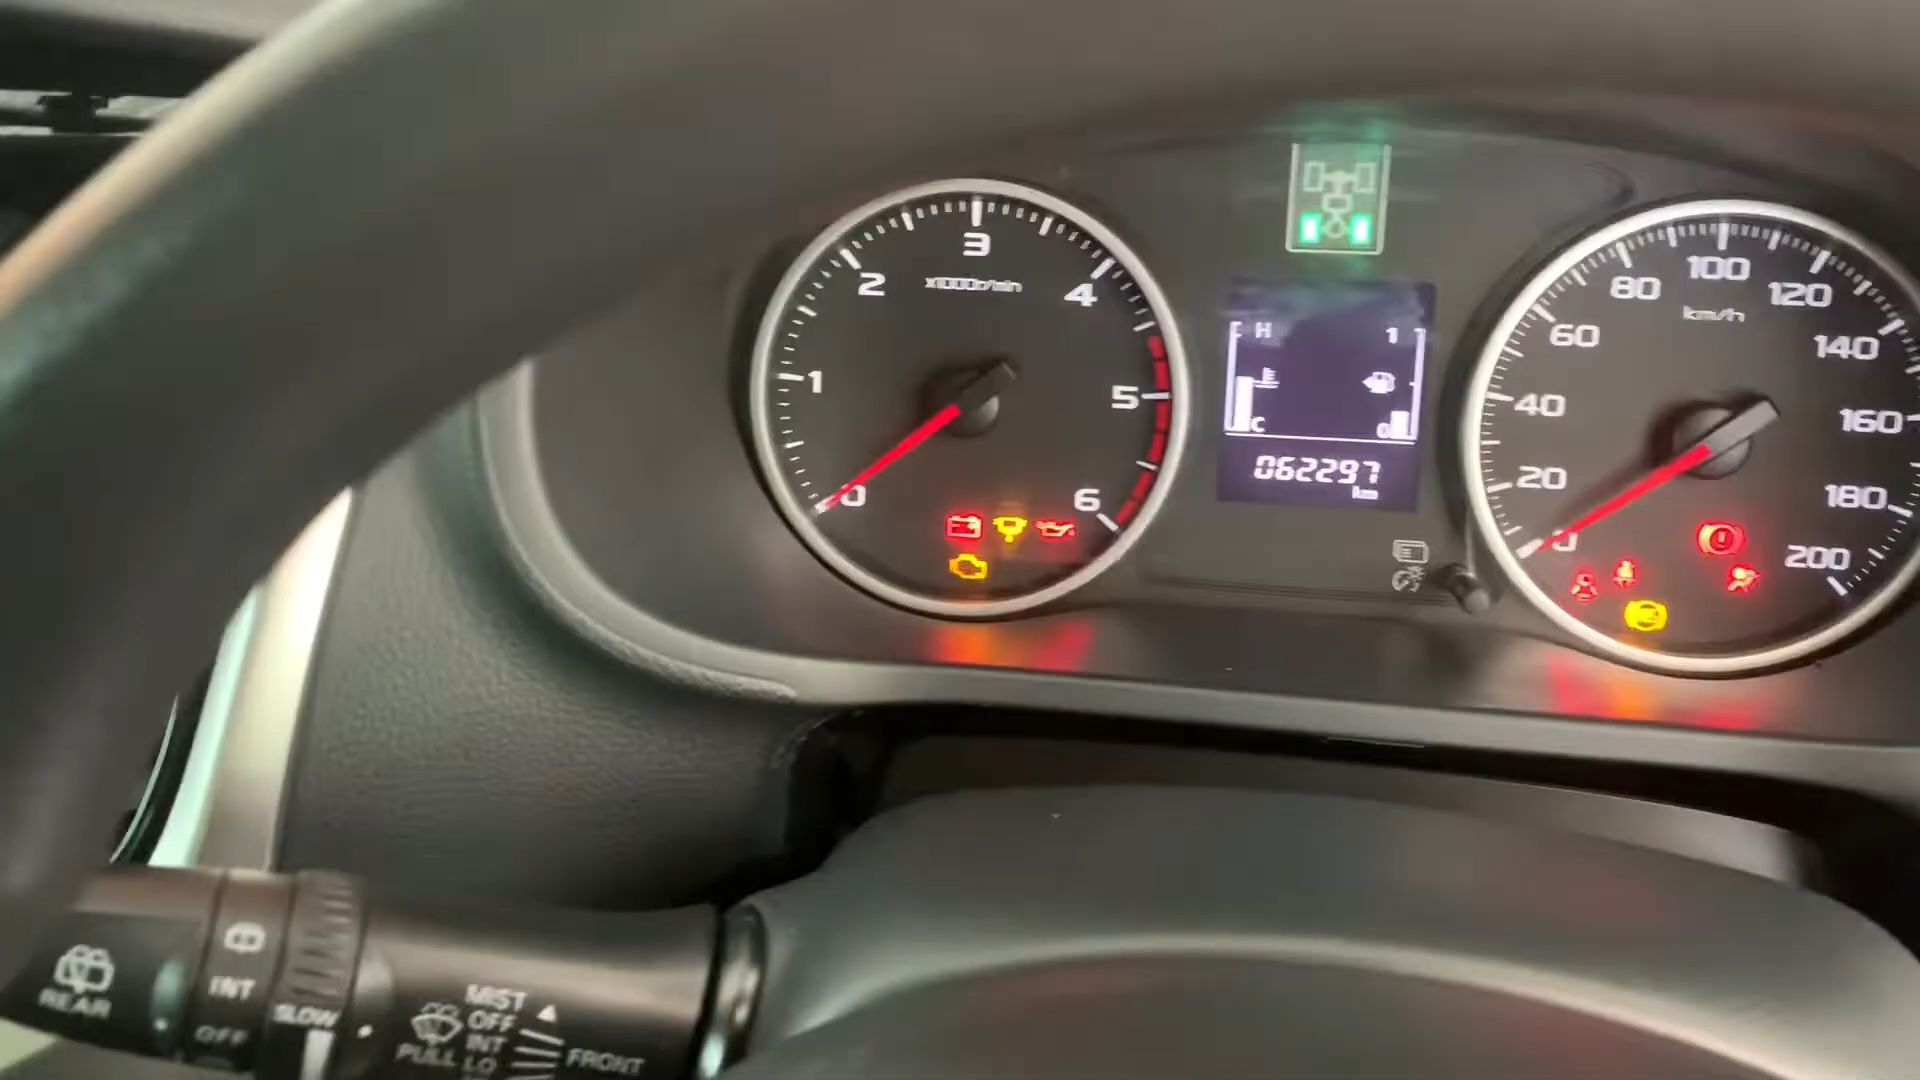 0
1
2
3
4
5
6
x1000r/min
H
1
C
0
062297
km
0
20
40
60
80
100
120
140
160
180
200
km/h
REAR
INT
OFF
SLOW
MIST
OFF
INT
LO
PULL
FRONT